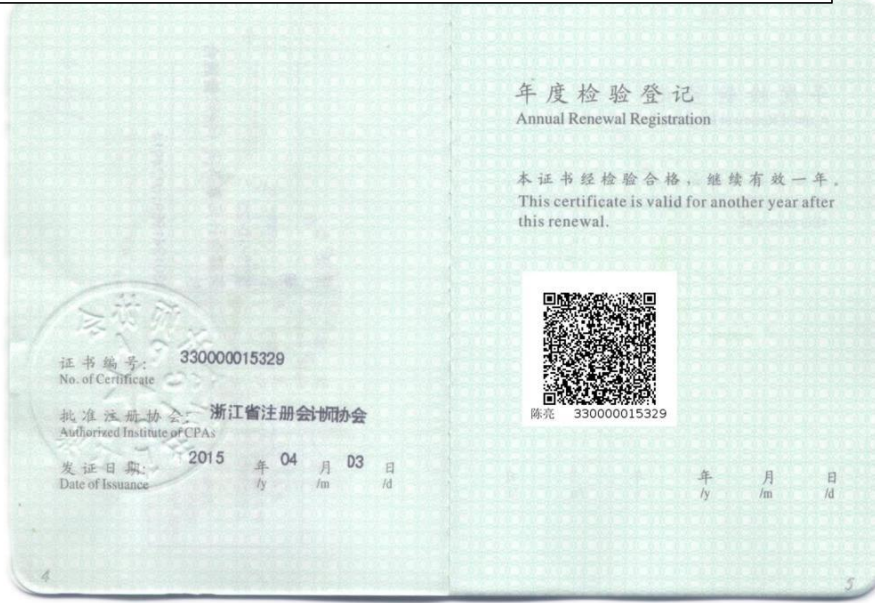 证书编号:
330000015329
No. of Certificate
批准注册协会:
浙江省注册会计师协会
Authorized Institute of CPAs
发证日期:
2015 年 04 月 D3 日
Date of Issuance /y /m /d
4
年度检验登记
Annual Renewal Registration
本证书经检验合格，继续有效一年。
This certificate is valid for another year after
this renewal.
陈亮 330000015329
年 月 日
/y /m /d
5